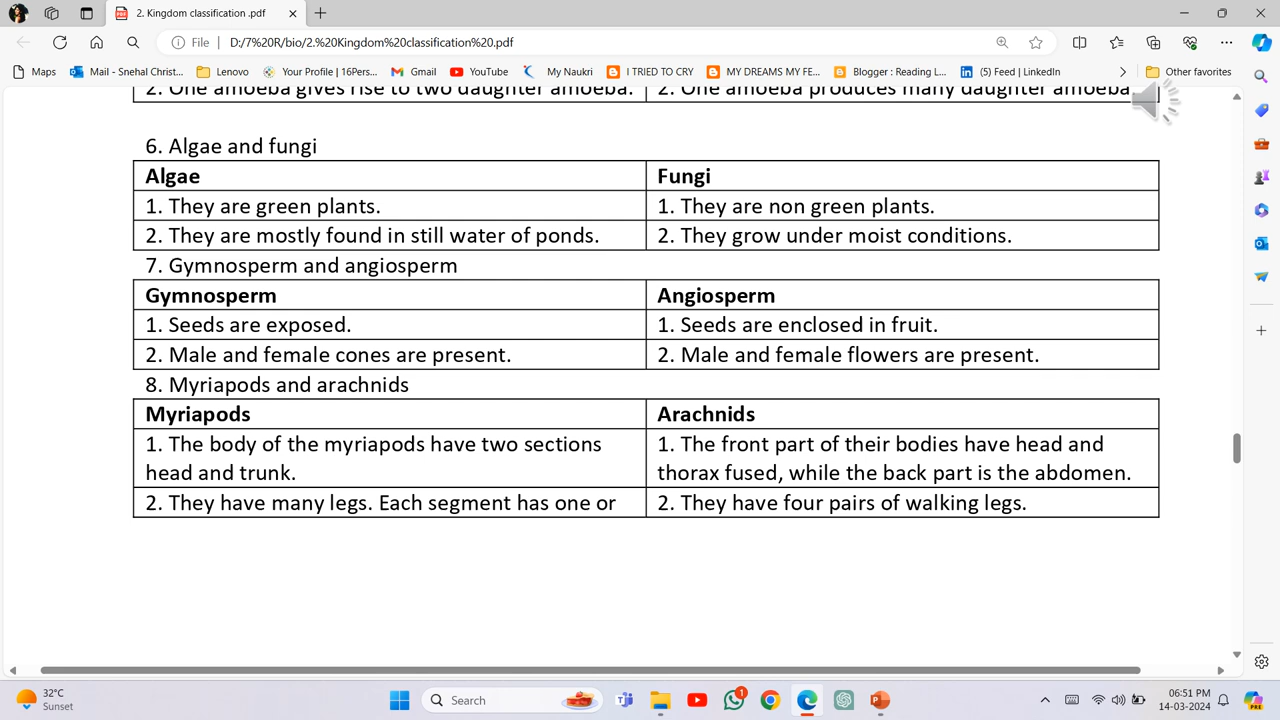 2. Kingdom classification .pdf
File
D:/7%20R/bio/2.%20Kingdom%20classification%20.pdf
Maps
Mail - Snehal Christ...
Lenovo
Your Profile | 16Pers...
Gmail
YouTube
My Naukri
I TRIED TO CRY
MY DREAMS MY FE...
Blogger : Reading L...
(5) Feed | LinkedIn
Other favorites
2. One amoeba gives rise to two daughter amoeba.
2. One amoeba produces many daughter amoeba.
6. Algae and fungi
Algae
Fungi
1. They are green plants.
1. They are non green plants.
2. They are mostly found in still water of ponds.
2. They grow under moist conditions.
7. Gymnosperm and angiosperm
Gymnosperm
Angiosperm
1. Seeds are exposed.
1. Seeds are enclosed in fruit.
2. Male and female cones are present.
2. Male and female flowers are present.
8. Myriapods and arachnids
Myriapods
Arachnids
1. The body of the myriapods have two sections
head and trunk.
1. The front part of their bodies have head and
thorax fused, while the back part is the abdomen.
2. They have many legs. Each segment has one or
2. They have four pairs of walking legs.
32°C
Sunset
Search
1
06:51 PM
14-03-2024
PRE